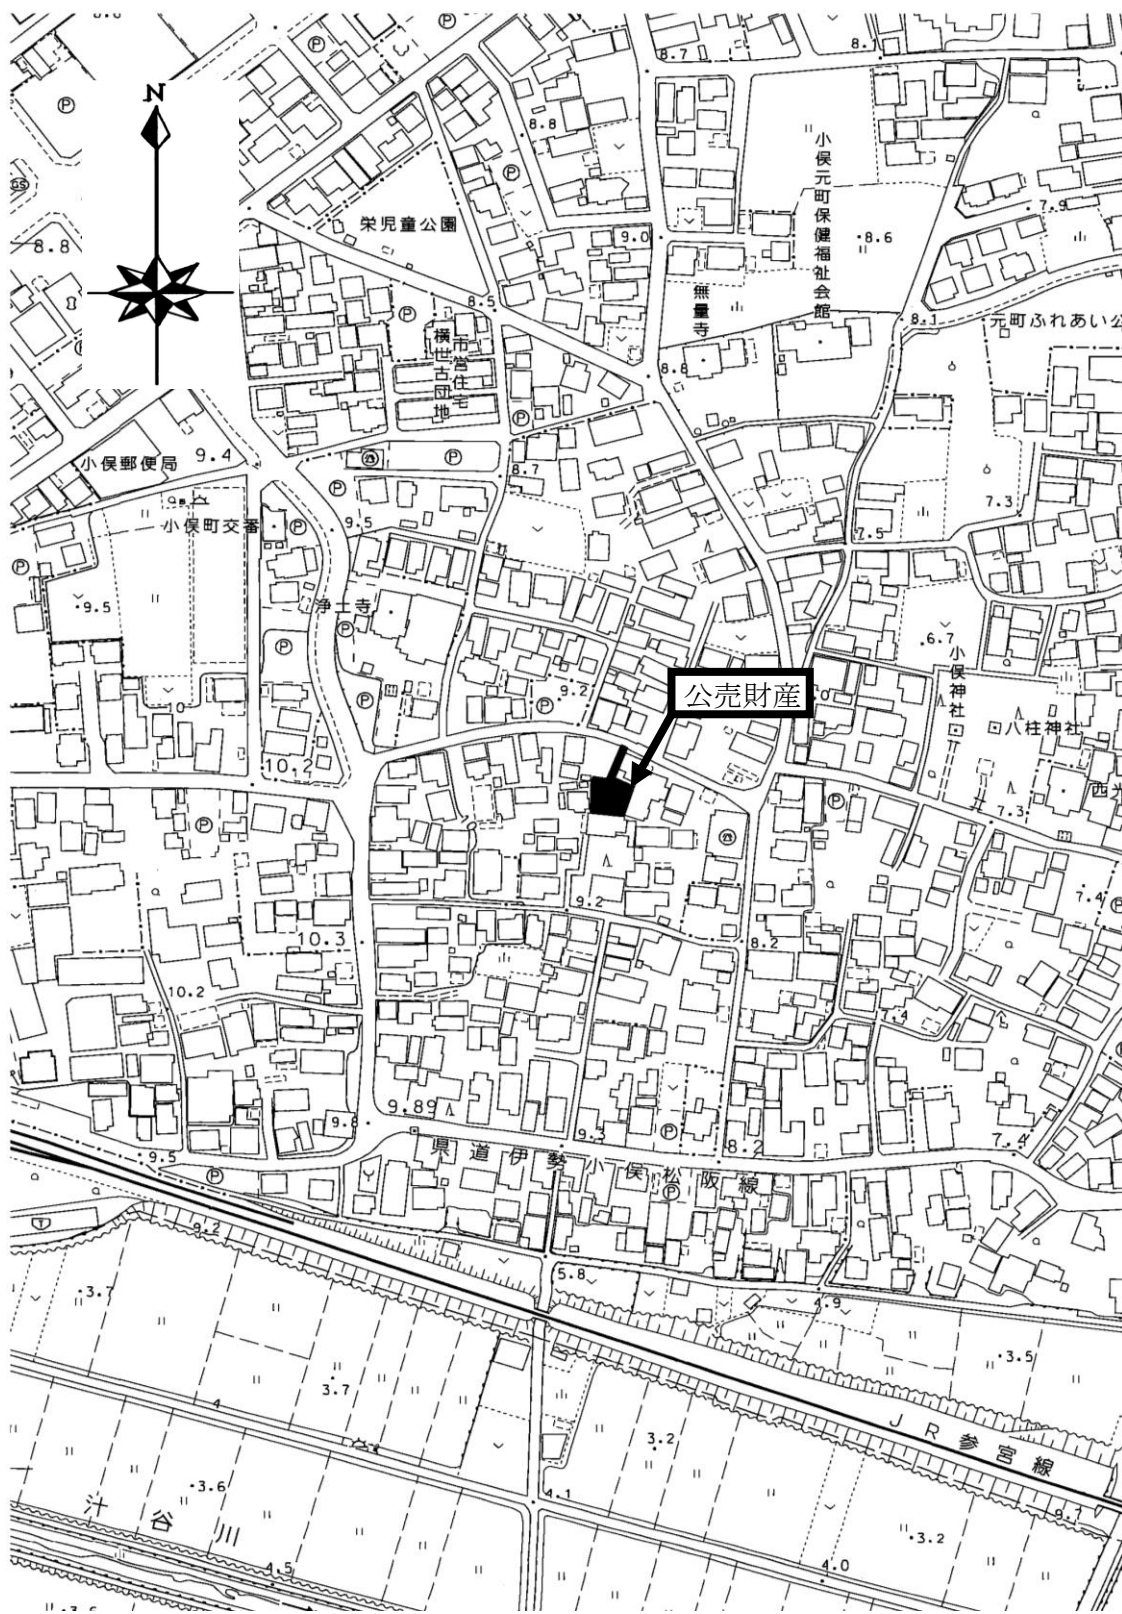 8.7
8.8
N
栄児童公園
小俣元町保健福祉会館
7.9
8.6
8.8
9.0
無量寺
8.5
8.1
元町ふれあい公
市営住宅
横世古団地
8.8
小俣郵便局
9.4
8.7
7.3
小俣町交番
9.5
7.5
9.5
浄土寺
6.7
小俣神社
9.2
公売財産
八柱神社
10.2
西光
7.3
7.4
9.2
10.3
8.2
10.2
7.4
9.89
9.8
9.3
8.2
7.4
9.5
県道伊勢小俣松阪線
9.2
5.8
4.9
3.7
3.5
3.7
4
JR参宮線
3.2
3.6
4.1
9.7
汁谷川
3.2
4.5
4.0